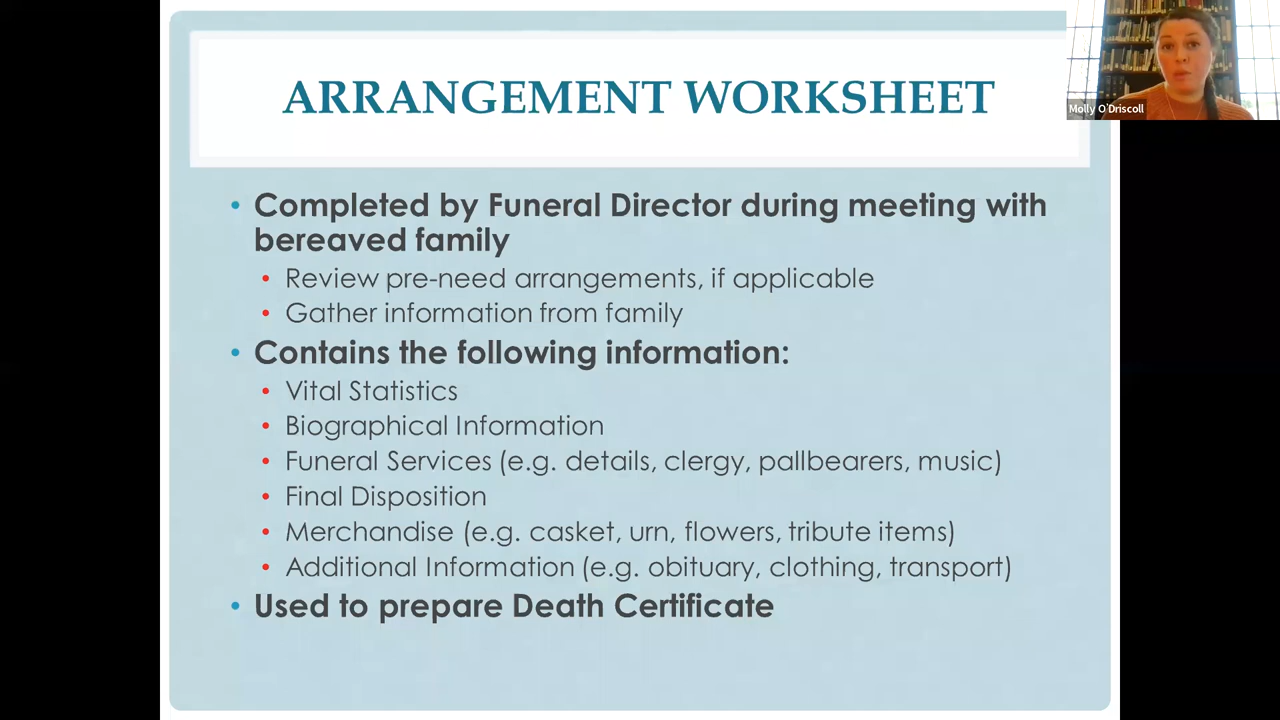 ARRANGEMENT WORKSHEET
Molly O'Driscoll
• Completed by Funeral Director during meeting with
bereaved family
• Review pre-need arrangements, if applicable
• Gather information from family
• Contains the following information:
• Vital Statistics
• Biographical Information
• Funeral Services (e.g. details, clergy, pallbearers, music)
• Final Disposition
• Merchandise (e.g. casket, urn, flowers, tribute items)
• Additional Information (e.g. obituary, clothing, transport)
• Used to prepare Death Certificate